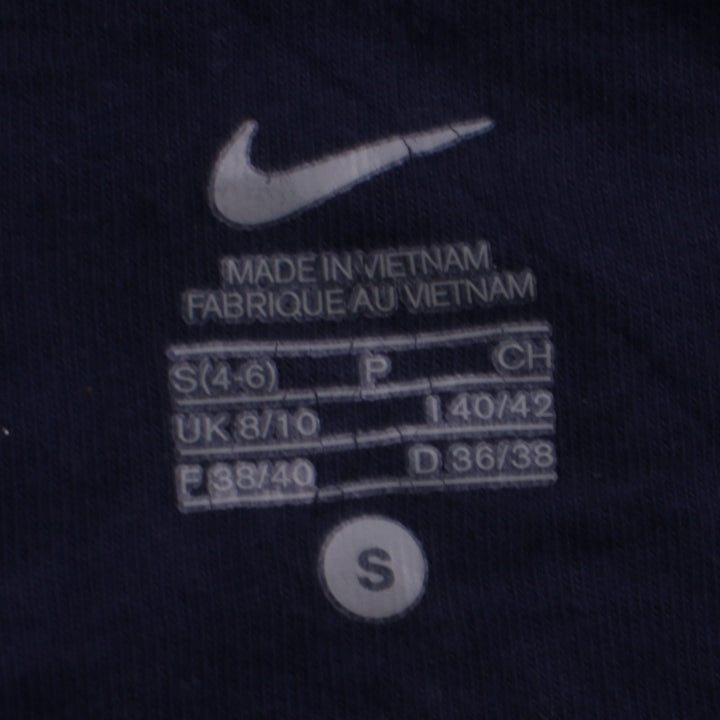 MADE IN VIETNAM
FABRIQUE AU VIETNAM
S(4-6) P CH
UK 8/10 I 40/42
F 38/40 D 36/38
S